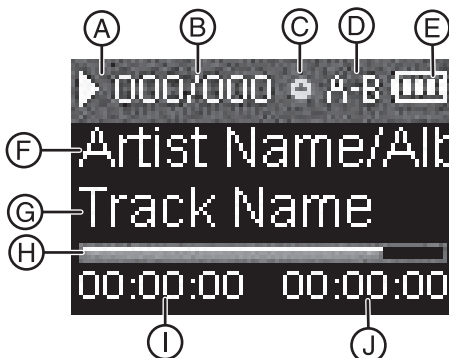 A B C D E
000/000 A-B
F Artist Name/Alb
G Track Name
H
00:00:00 00:00:00
I J